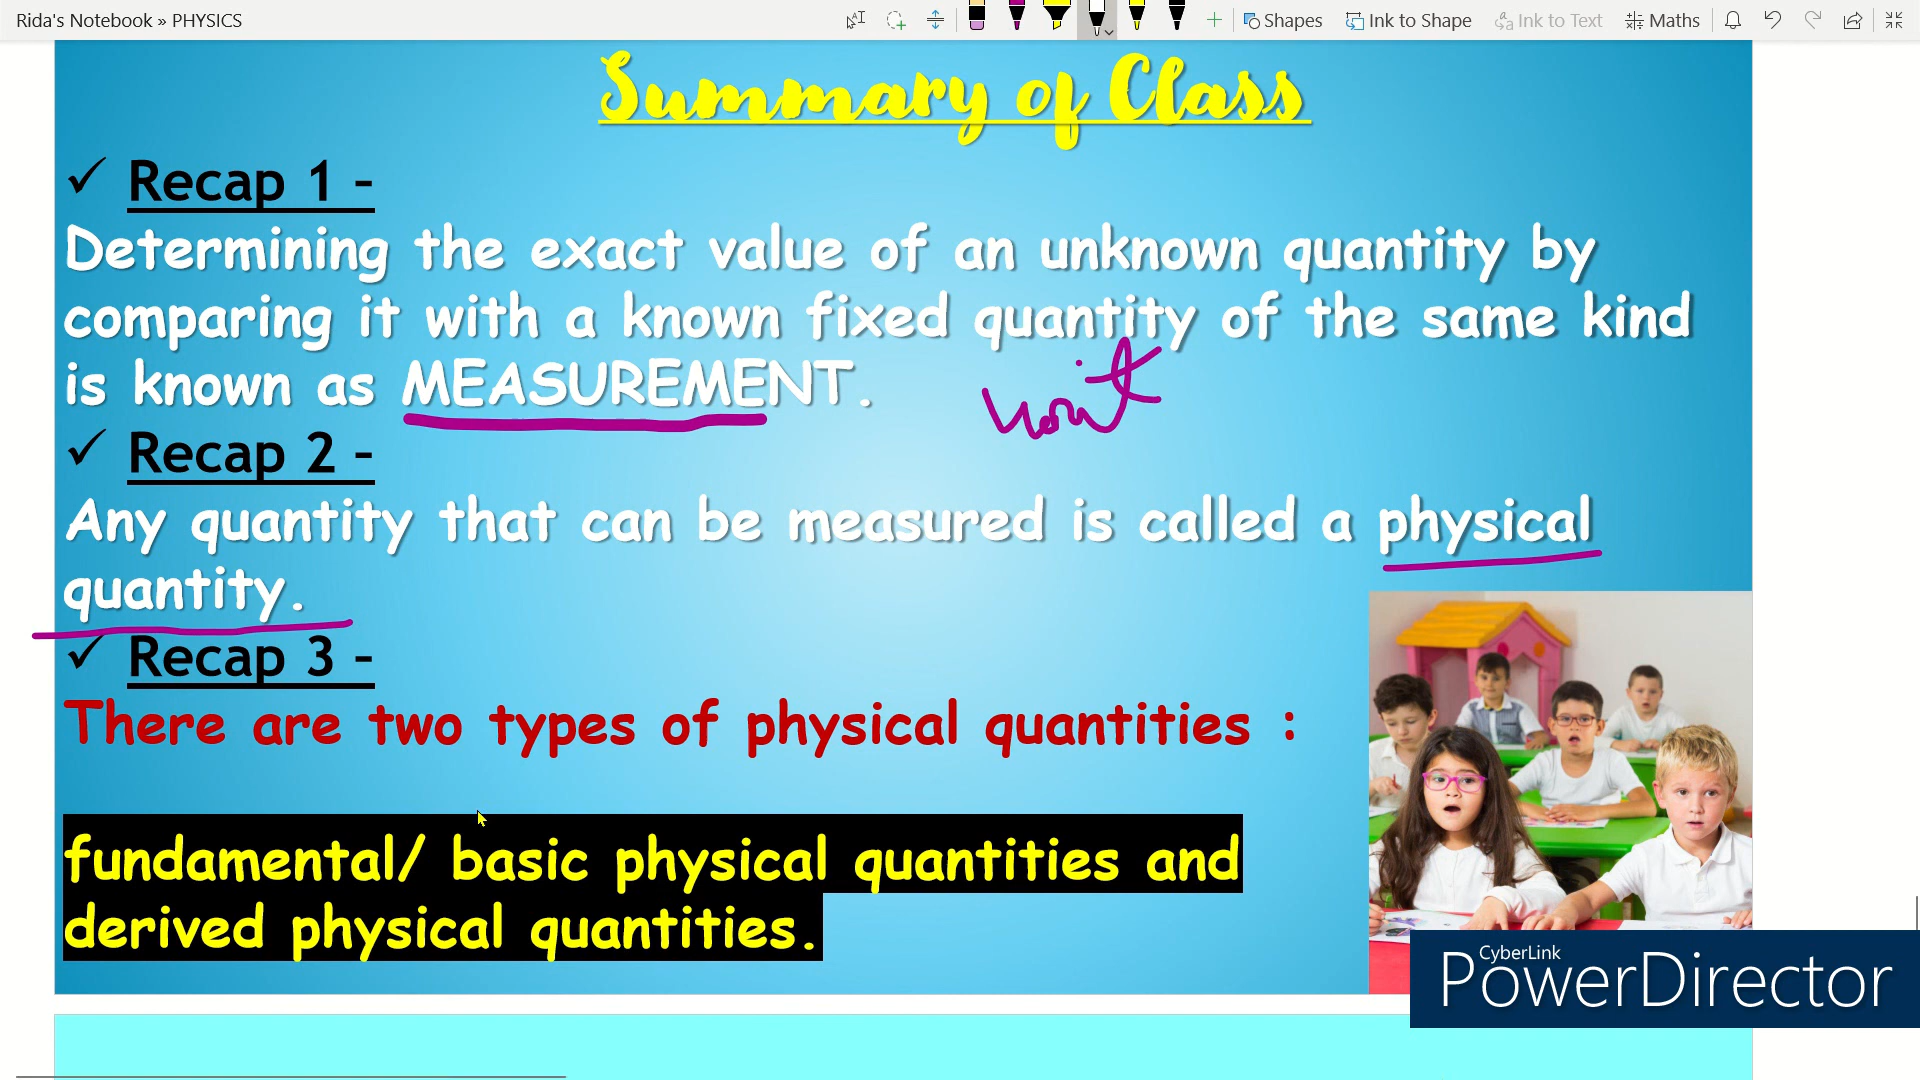 Rida's Notebook » PHYSICS
Shapes Ink to Shape Ink to Text Maths
Summary of Class
✓ Recap 1 –
Determining the exact value of an unknown quantity by
comparing it with a known fixed quantity of the same kind
is known as MEASUREMENT.
unit
✓ Recap 2 –
Any quantity that can be measured is called a physical
quantity.
✓ Recap 3 –
There are two types of physical quantities :
fundamental/ basic physical quantities and
derived physical quantities.
CyberLink
PowerDirector